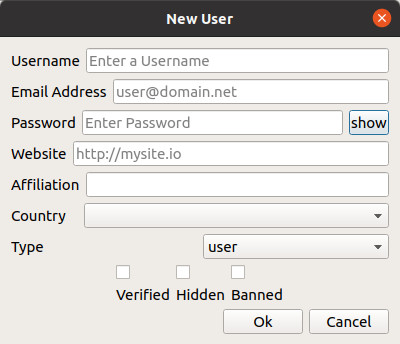 New User
Username Enter a Username
Email Address user@domain.net
Password Enter Password show
Website http://mysite.io
Affiliation
Country
Type user
Verified Hidden Banned
Ok Cancel